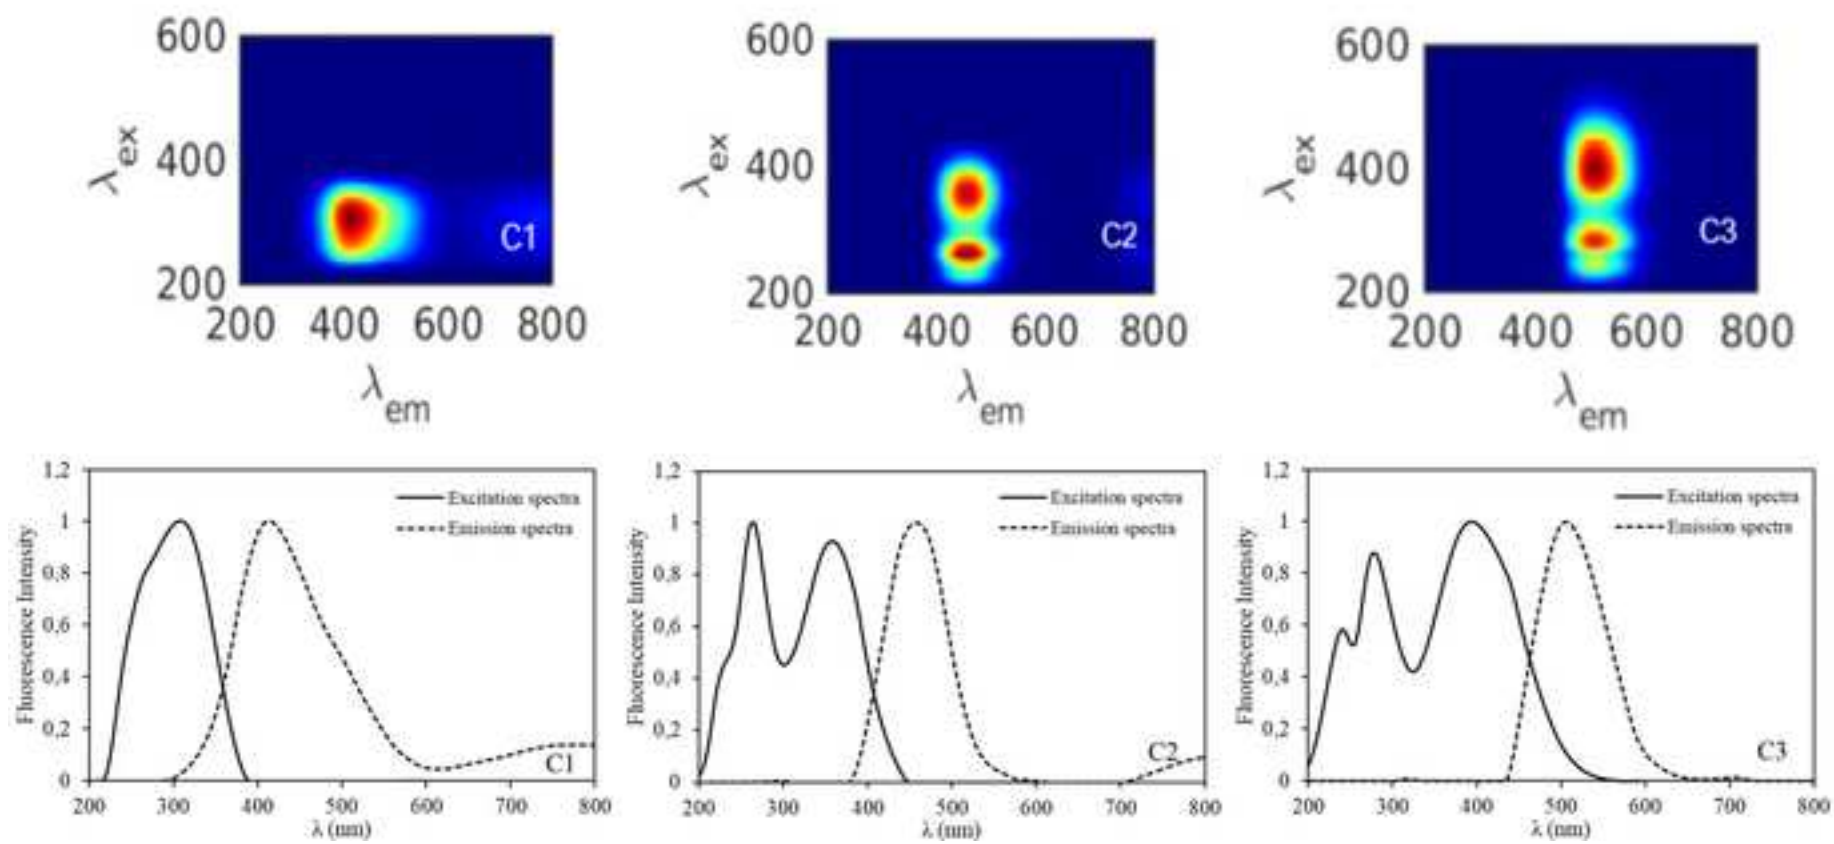 600
400
200
λex
C1
200 400 600 800
λem
600
400
200
λex
C2
200 400 600 800
λem
600
400
200
λex
C3
200 400 600 800
λem
1,2
1
0,8
0,6
0,4
0,2
0
Fluorescence Intensity
Excitation spectra
Emission spectra
C1
200 300 400 500 600 700 800
λ (nm)
1,2
1
0,8
0,6
0,4
0,2
0
Fluorescence Intensity
Excitation spectra
Emission spectra
C2
200 300 400 500 600 700 800
λ (nm)
1,2
1
0,8
0,6
0,4
0,2
0
Fluorescence Intensity
Excitation spectra
Emission spectra
C3
200 300 400 500 600 700 800
λ (nm)